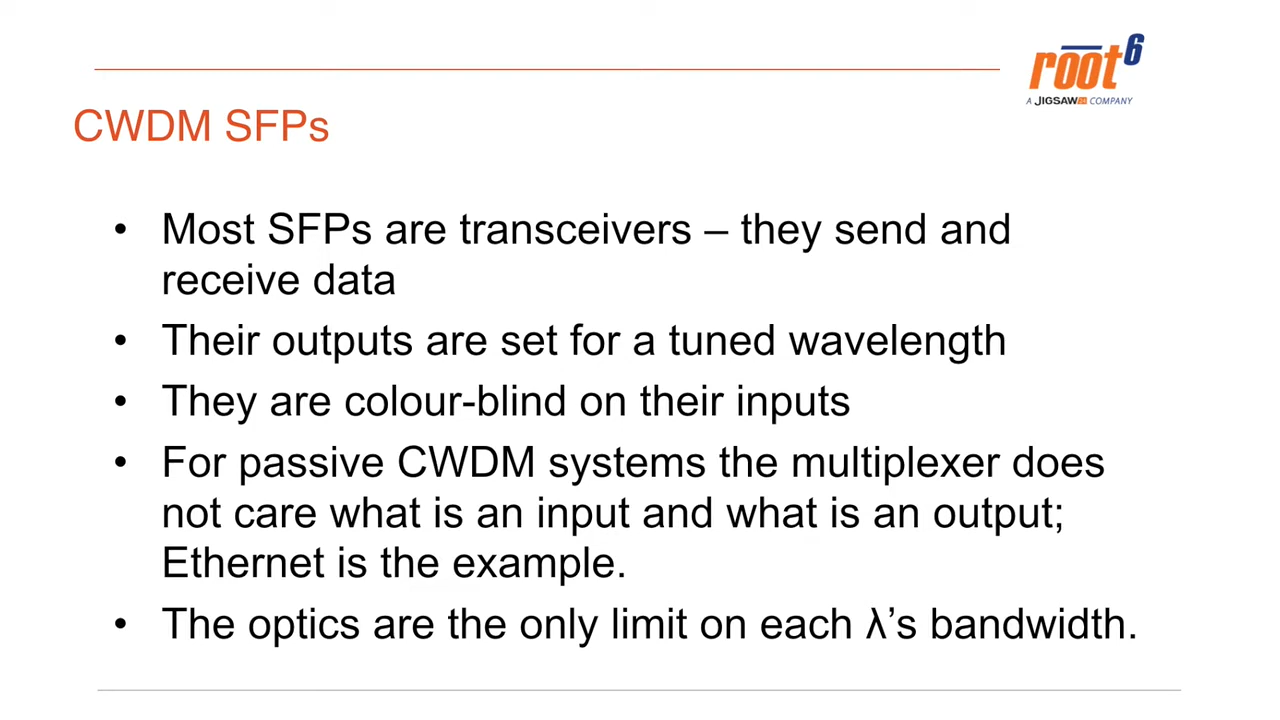 root6
A JIGSAW24 COMPANY
CWDM SFPs
• Most SFPs are transceivers – they send and
receive data
• Their outputs are set for a tuned wavelength
• They are colour-blind on their inputs
• For passive CWDM systems the multiplexer does
not care what is an input and what is an output;
Ethernet is the example.
• The optics are the only limit on each λ’s bandwidth.